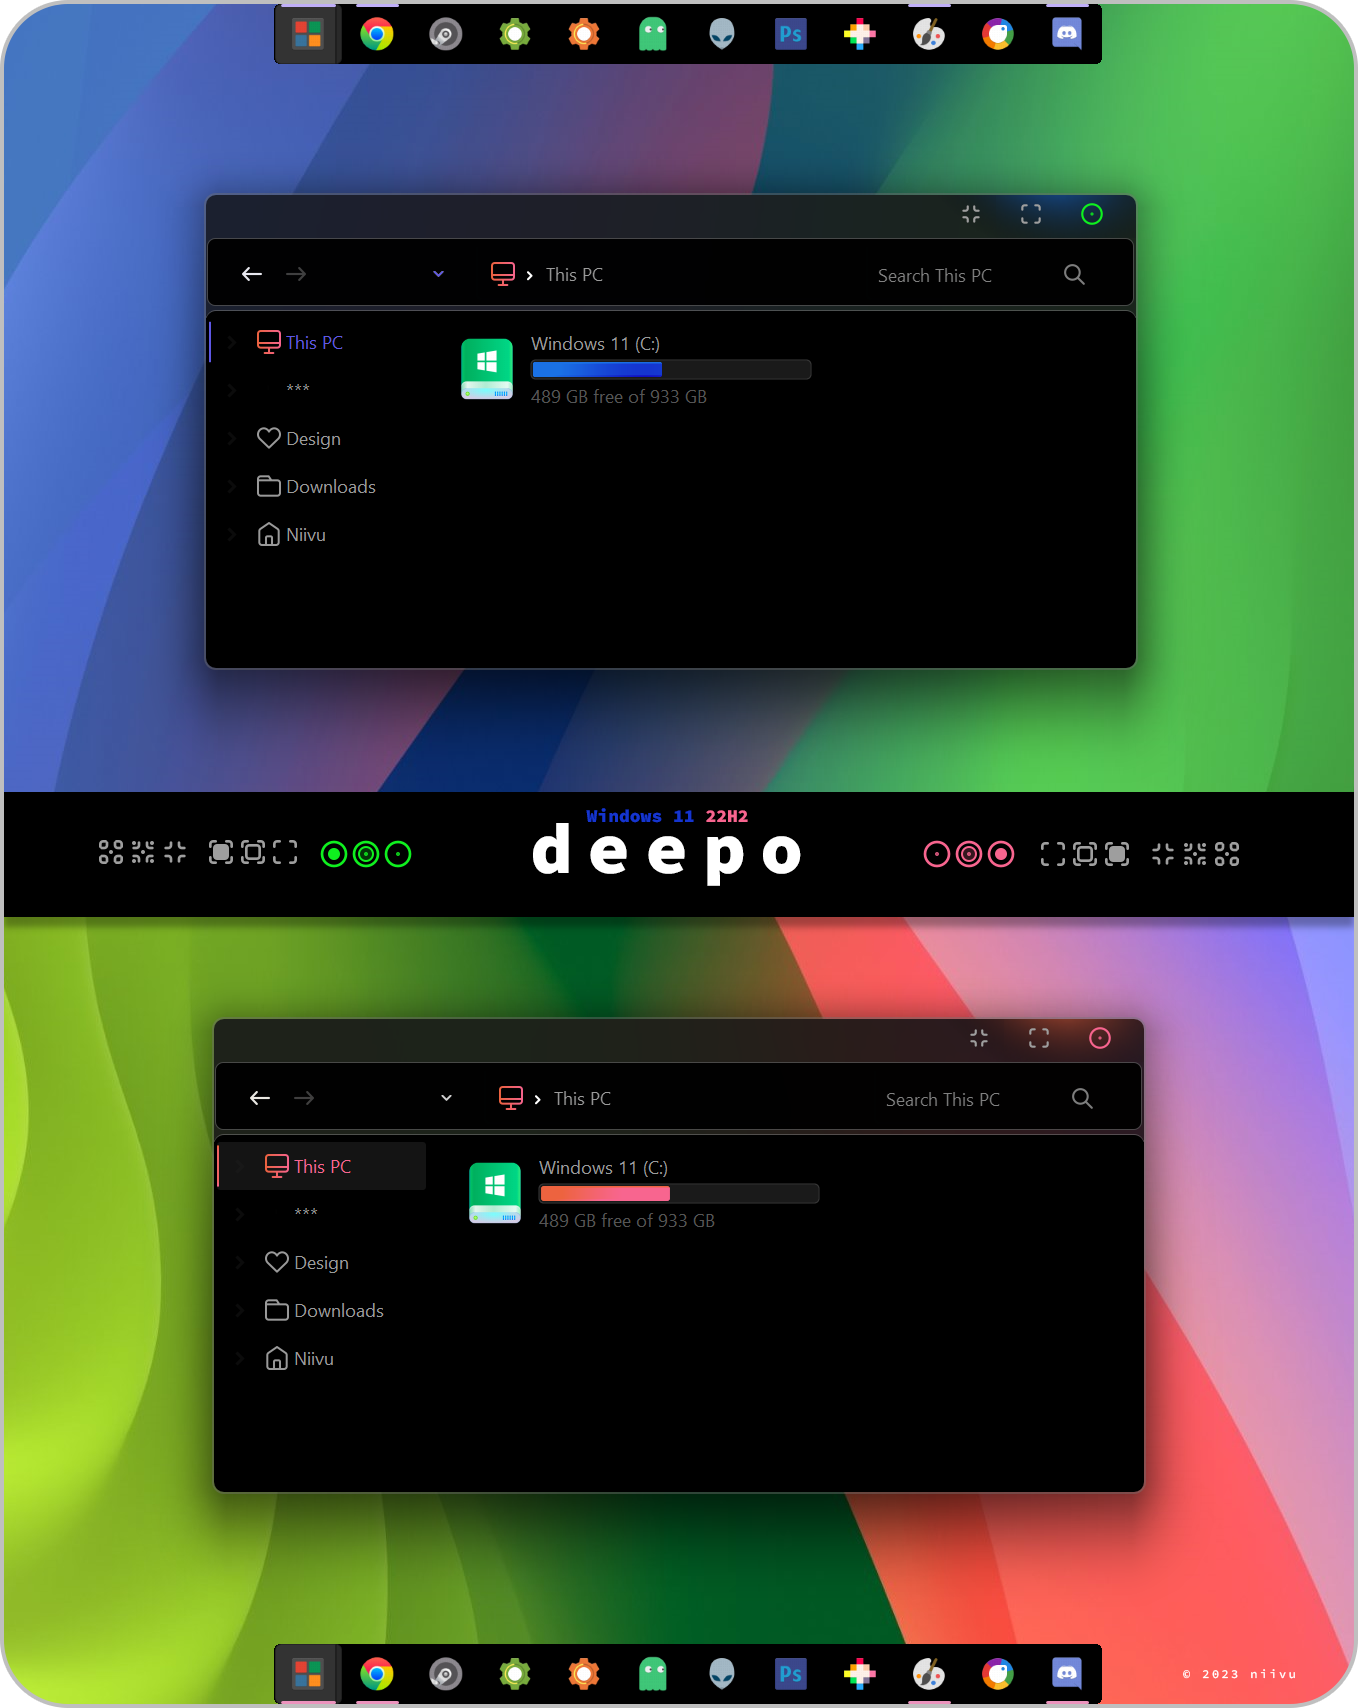 Ps
This PC
Search This PC
This PC
***
Design
Downloads
Niivu
Windows 11 (C:)
489 GB free of 933 GB
Windows 11 22H2
deepo
This PC
Search This PC
This PC
***
Design
Downloads
Niivu
Windows 11 (C:)
489 GB free of 933 GB
Ps
© 2023 niivu